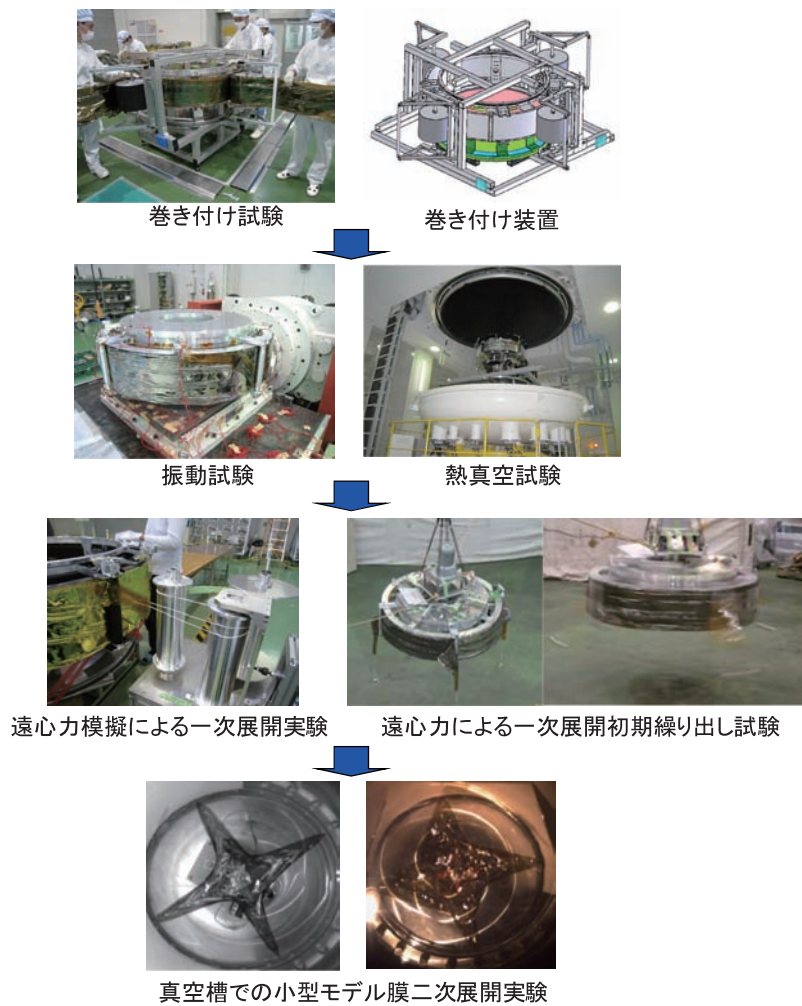 巻き付け試験
巻き付け装置
振動試験
熱真空試験
遠心力模擬による一次展開実験
遠心力による一次展開初期繰り出し試験
真空槽での小型モデル膜二次展開実験